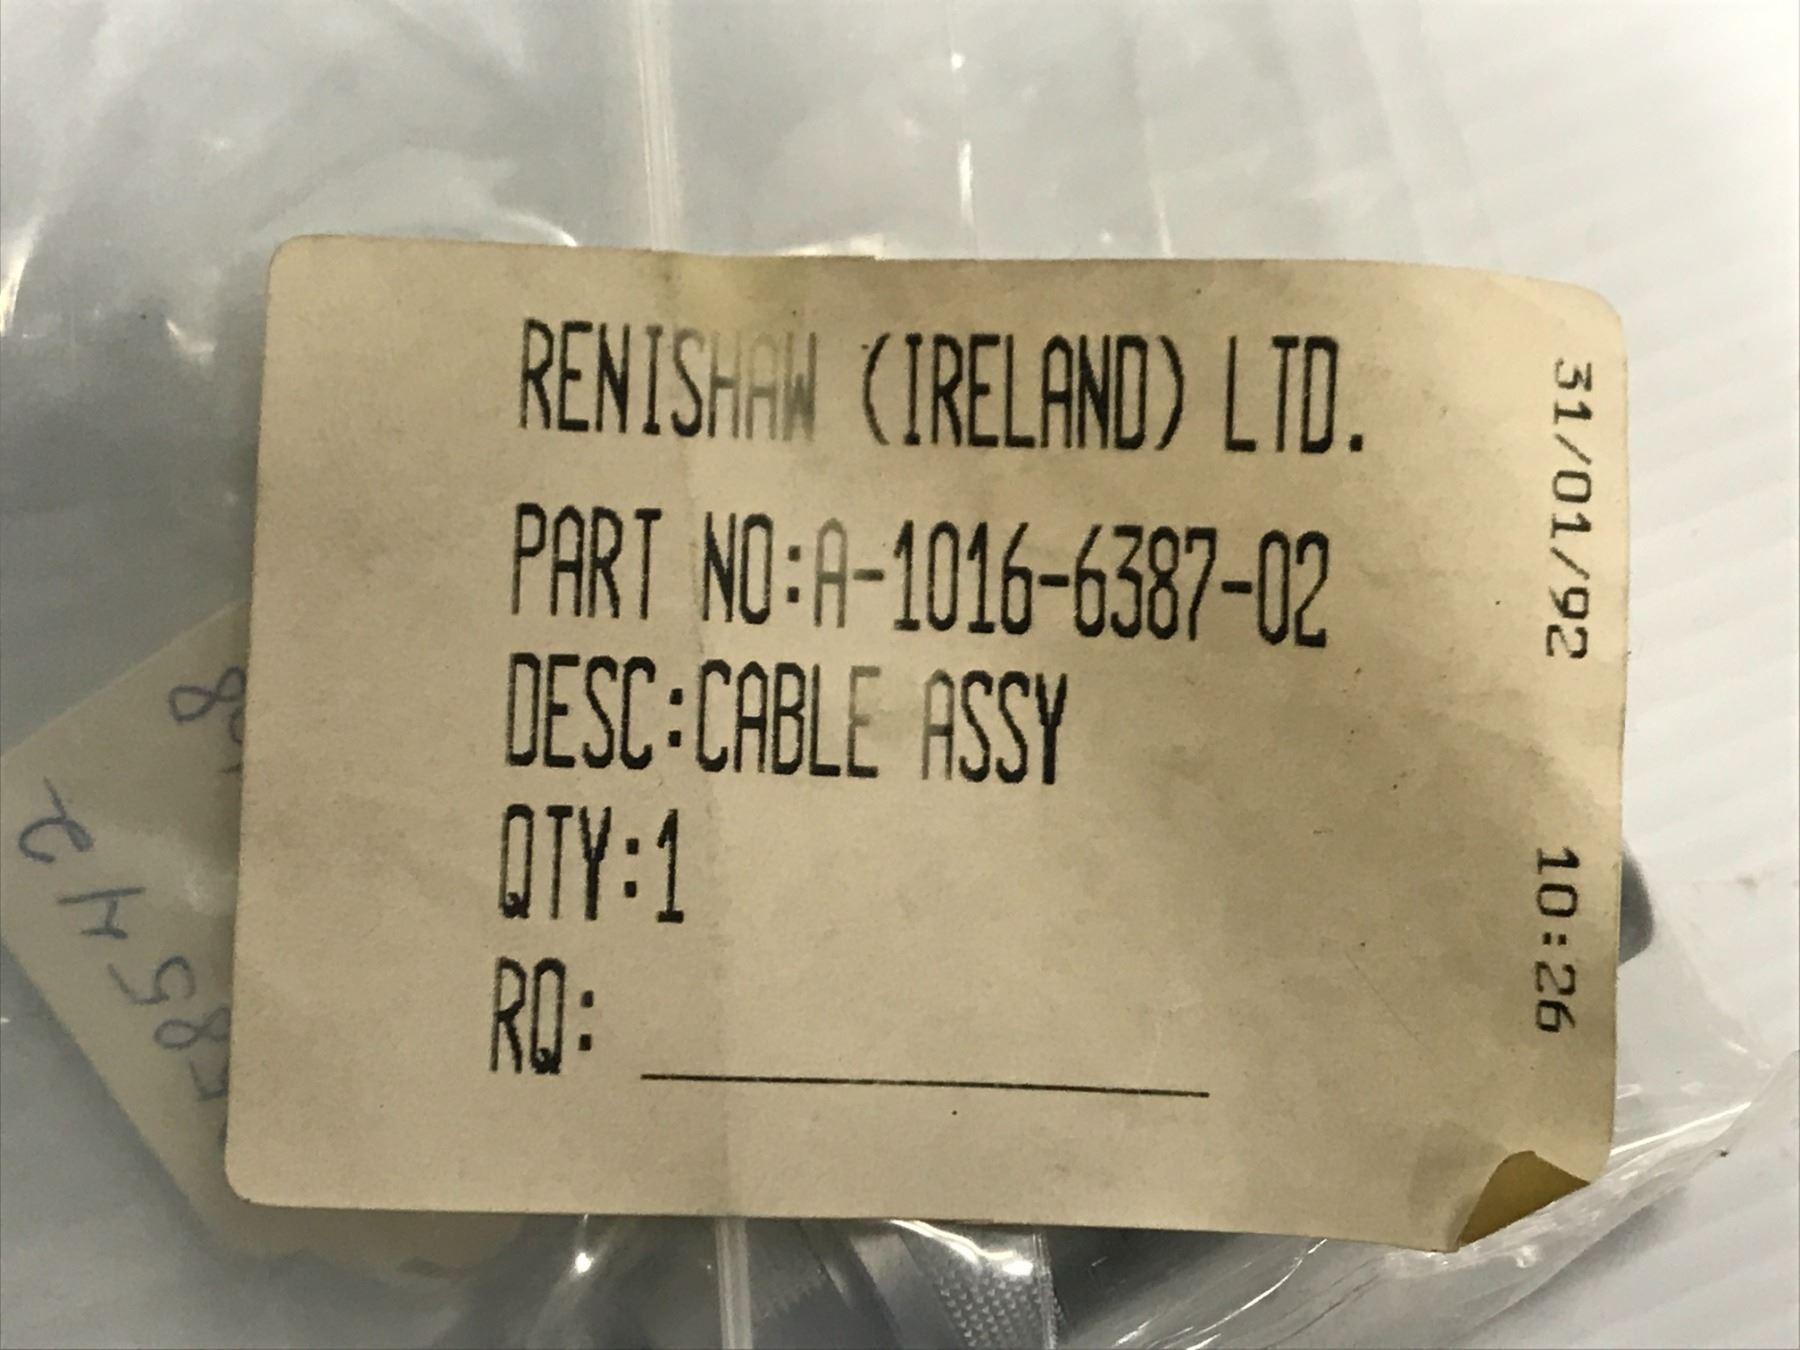 RENISHAW (IRELAND) LTD.
PART NO:A-1016-6387-02
DESC:CABLE ASSY
QTY:1
RQ:
31/01/92 10:26